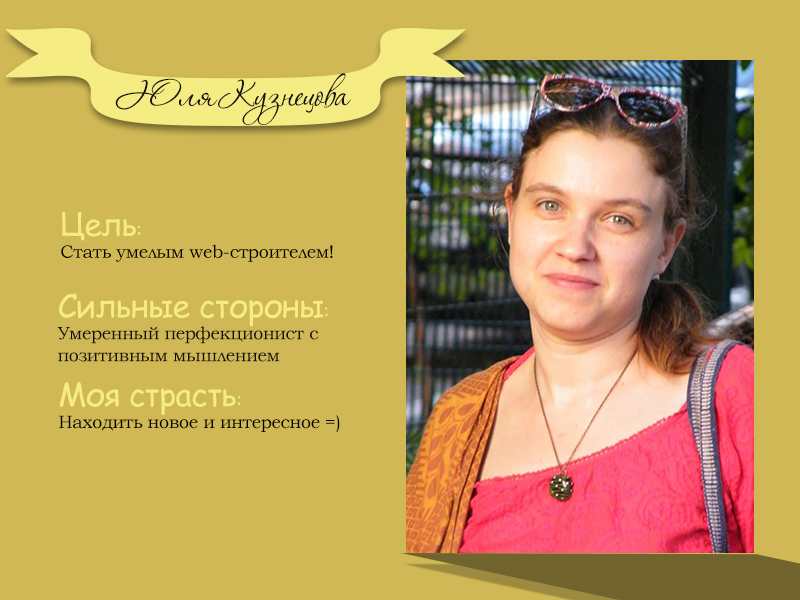 Юля Кузнецова
Цель:
Стать умелым web-строителем!
Сильные стороны:
Умеренный перфекционист с
позитивным мышлением
Моя страсть:
Находить новое и интересное =)